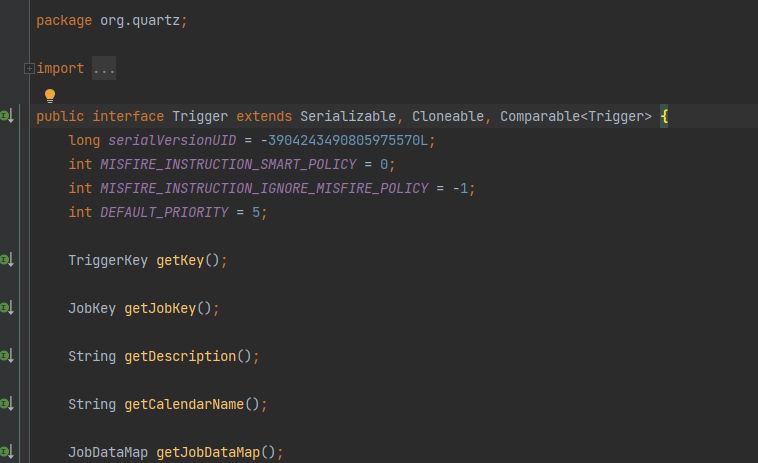 package org.quartz;
import ...
public interface Trigger extends Serializable, Cloneable, Comparable<Trigger> {
long serialVersionUID = -3904243490805975570L;
int MISFIRE_INSTRUCTION_SMART_POLICY = 0;
int MISFIRE_INSTRUCTION_IGNORE_MISFIRE_POLICY = -1;
int DEFAULT_PRIORITY = 5;
TriggerKey getKey();
JobKey getJobKey();
String getDescription();
String getCalendarName();
JobDataMap getJobDataMap();